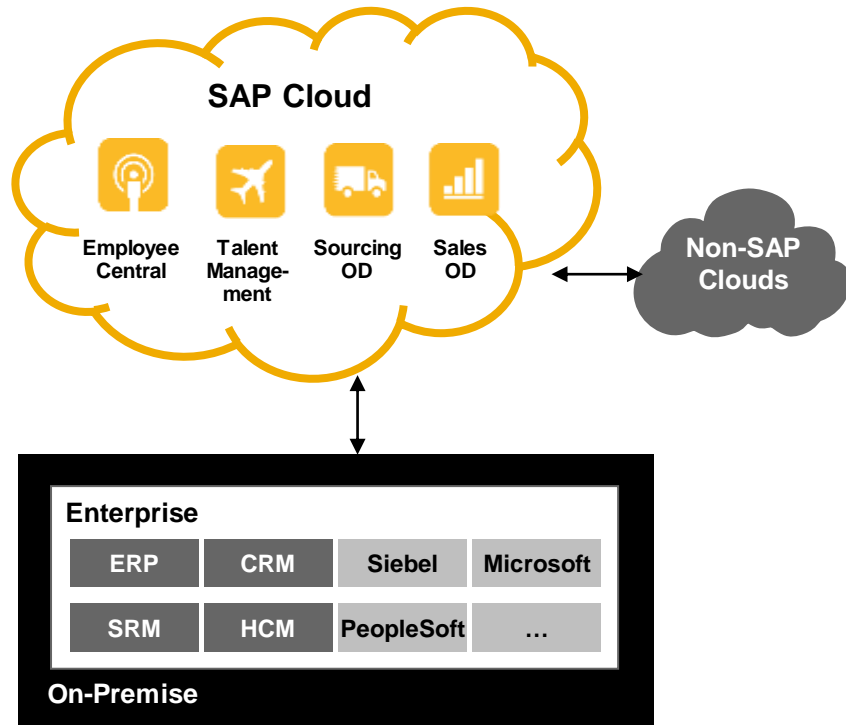 SAP Cloud
Employee
Central
Talent
Manage-
ment
Sourcing
OD
Sales
OD
Non-SAP
Clouds
Enterprise
ERP
CRM
Siebel
Microsoft
SRM
HCM
PeopleSoft
…
On-Premise